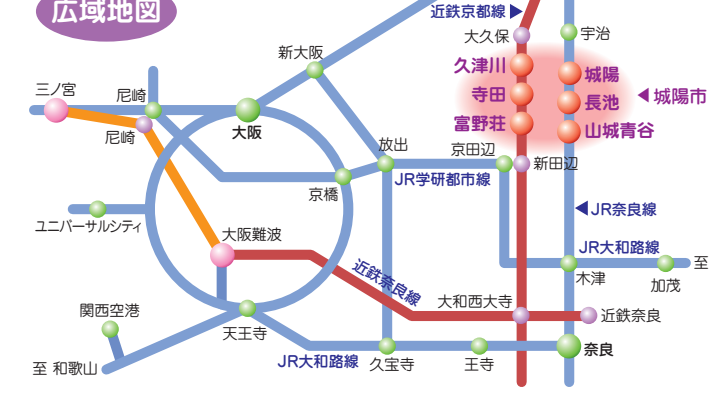 広域地図
近鉄京都線▶
大久保
宇治
新大阪
久津川
城陽
三ノ宮
尼崎
寺田
長池
◀城陽市
大阪
尼崎
富野荘
山城青谷
放出
京田辺
新田辺
京橋
JR学研都市線
◀JR奈良線
ユニバーサルシティ
大阪難波
JR大和路線
至
近鉄奈良線
木津
加茂
関西空港
大和西大寺
近鉄奈良
天王寺
至 和歌山
JR大和路線
久宝寺
王寺
奈良